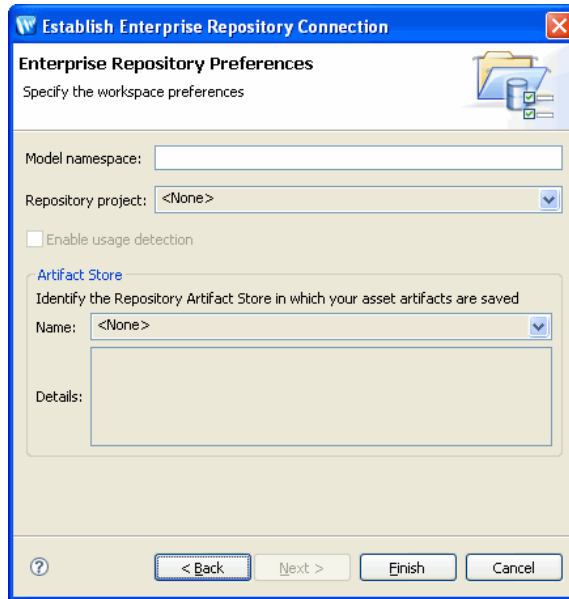 Establish Enterprise Repository Connection
Enterprise Repository Preferences
Specify the workspace preferences
Model namespace:
Repository project: <None>
Enable usage detection
Artifact Store
Identify the Repository Artifact Store in which your asset artifacts are saved
Name: <None>
Details:
? < Back Next > Finish Cancel